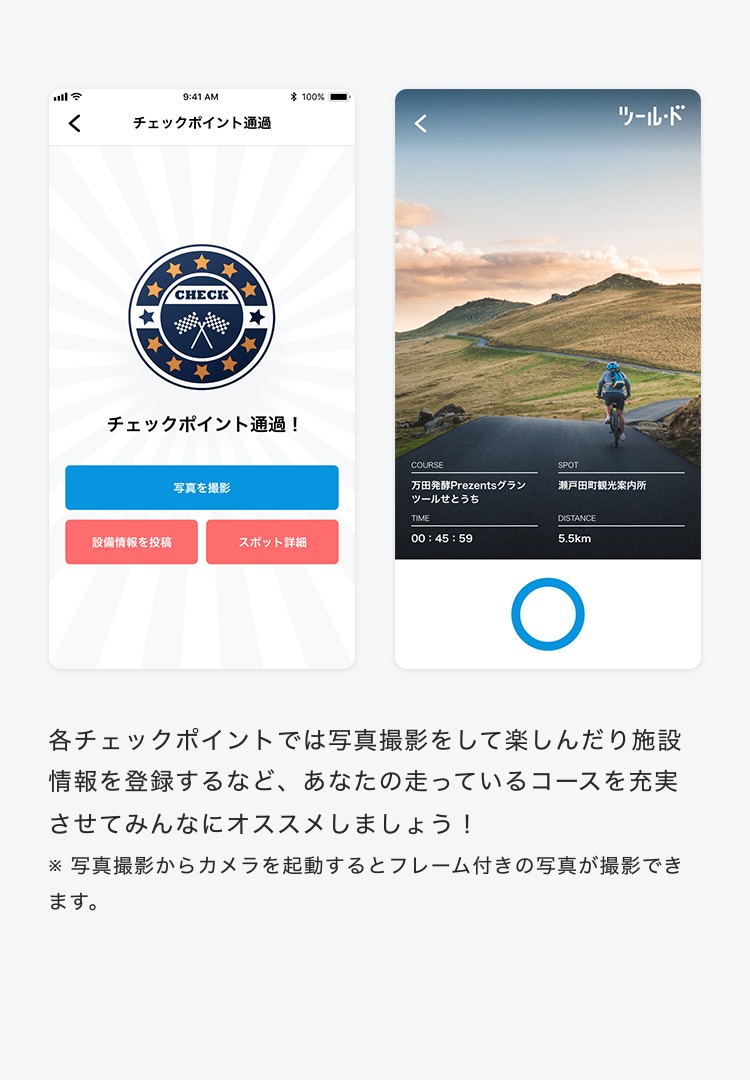 9:41 AM
100%
チェックポイント通過
CHECK
チェックポイント通過！
写真を撮影
設備情報を投稿
スポット詳細
ツール・ド
COURSE
万田発酵Prezentsグラン
ツールせとうち
SPOT
瀬戸田町観光案内所
TIME
00：45：59
DISTANCE
5.5km
各チェックポイントでは写真撮影をして楽しんだり施設
情報を登録するなど、あなたの走っているコースを充実
させてみんなにオススメしましょう！
※ 写真撮影からカメラを起動するとフレーム付きの写真が撮影でき
ます。